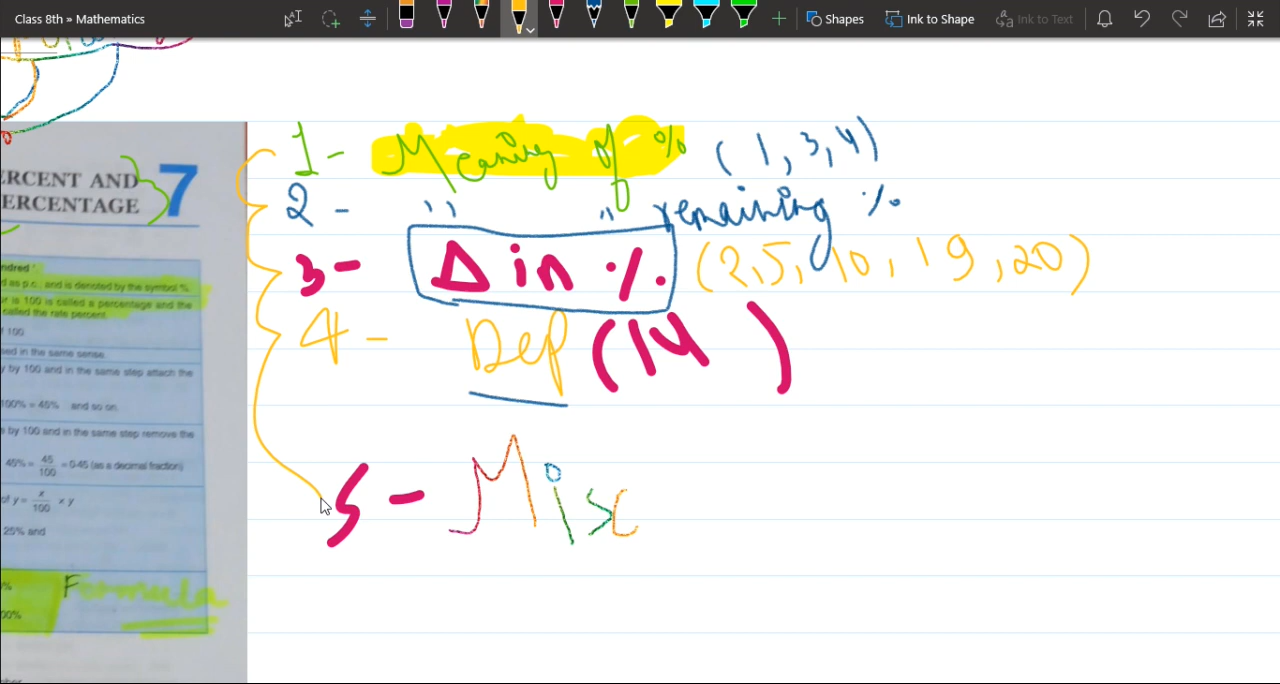 Class 8th » Mathematics
Shapes
Ink to Shape
Ink to Text
ERCENT AND
ERCENTAGE
7
ndred '.
d as p.c., and is denoted by the symbol %.
r is 100 is called a percentage and the
called the rate percent.
100
sed in the same sense.
y by 100 and in the same step attach the
100% = 45% and so on.
e by 100 and in the same step remove the
45% = 45/100 = 0.45 (as a decimal fraction)
of y = x/100 × y
25% and
%
00%
Formula
1- Meaning of % (1, 3, 4)
2 - " " remaining %
3- Δ in %. (2, 5, 10, 19, 20)
4 - Dep (14 )
5 - Misc